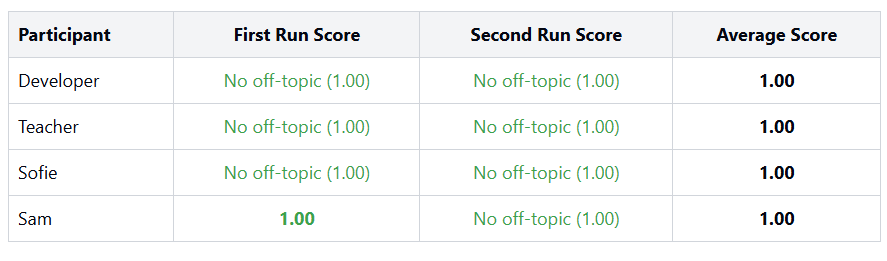 Participant First Run Score Second Run Score Average Score
Developer No off-topic (1.00) No off-topic (1.00) 1.00
Teacher No off-topic (1.00) No off-topic (1.00) 1.00
Sofie No off-topic (1.00) No off-topic (1.00) 1.00
Sam 1.00 No off-topic (1.00) 1.00